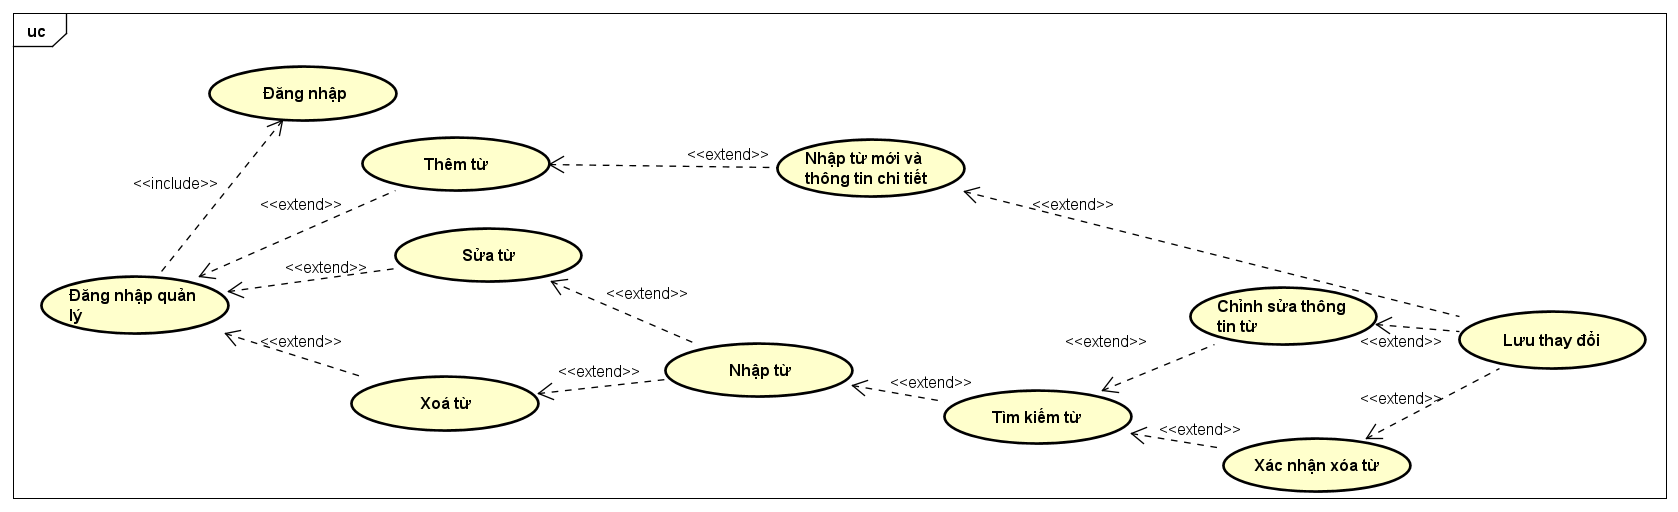 uc
Đăng nhập
<<include>>
Thêm từ
<<extend>>
Nhập từ mới và
thông tin chi tiết
<<extend>>
<<extend>>
Sửa từ
<<extend>>
Đăng nhập quản
lý
<<extend>>
Chỉnh sửa thông
tin từ
Lưu thay đổi
<<extend>>
<<extend>>
<<extend>>
Nhập từ
<<extend>>
<<extend>>
Xoá từ
<<extend>>
Tìm kiếm từ
<<extend>>
Xác nhận xóa từ